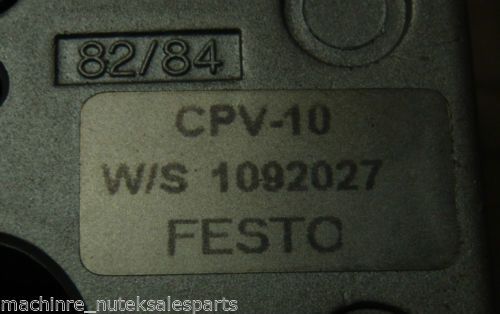 82/84
CPV-10
W/S 1092027
FESTO
machinre_nuteksalesparts